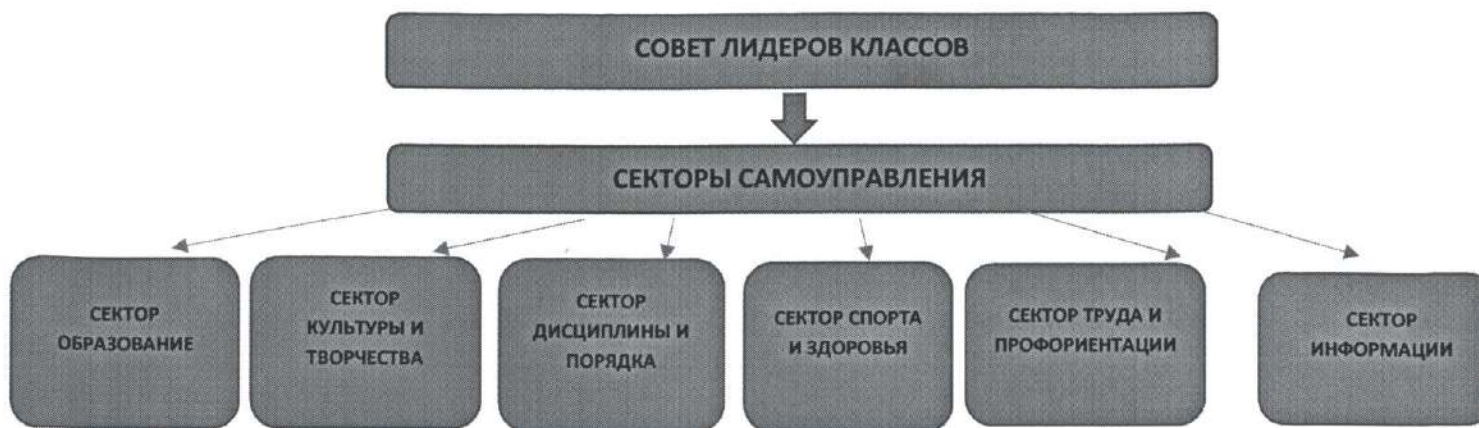 СОВЕТ ЛИДЕРОВ КЛАССОВ
СЕКТОРЫ САМОУПРАВЛЕНИЯ
СЕКТОР
ОБРАЗОВАНИЕ
СЕКТОР
КУЛЬТУРЫ И
ТВОРЧЕСТВА
СЕКТОР
ДИСЦИПЛИНЫ И
ПОРЯДКА
СЕКТОР СПОРТА
И ЗДОРОВЬЯ
СЕКТОР ТРУДА И
ПРОФОРИЕНТАЦИИ
СЕКТОР
ИНФОРМАЦИИ